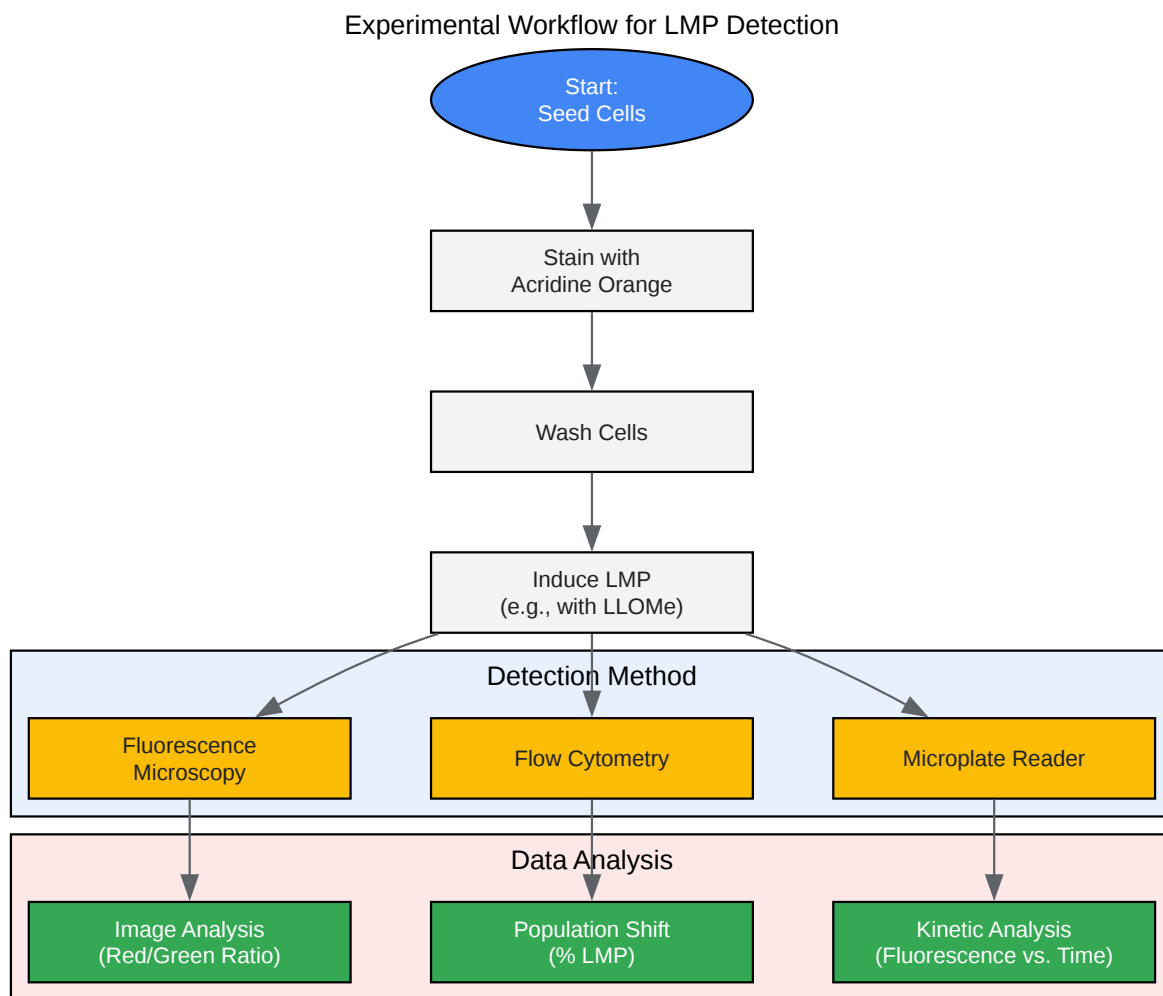 Experimental Workflow for LMP Detection
Start:
Seed Cells
Stain with
Acridine Orange
Wash Cells
Induce LMP
(e.g., with LLOMe)
Detection Method
Fluorescence
Microscopy
Flow Cytometry
Microplate Reader
Data Analysis
Image Analysis
(Red/Green Ratio)
Population Shift
(% LMP)
Kinetic Analysis
(Fluorescence vs. Time)